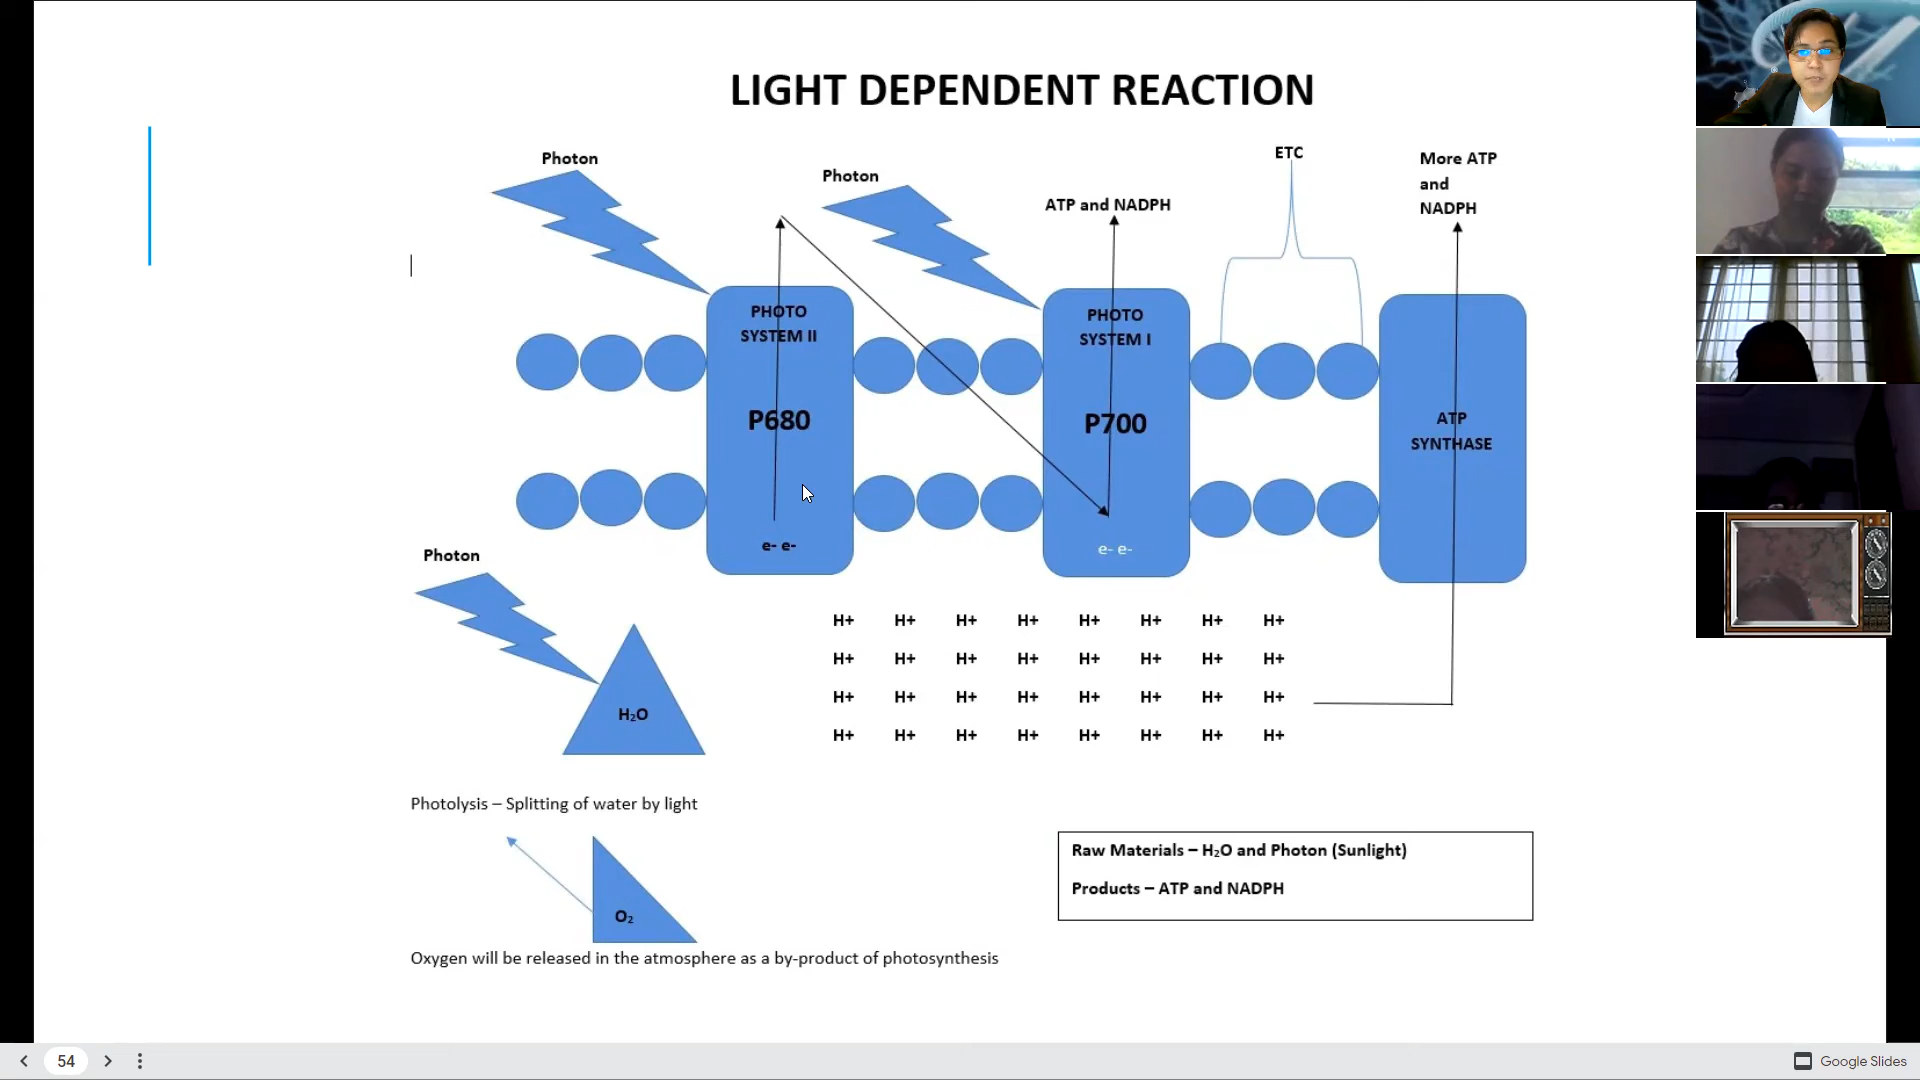 LIGHT DEPENDENT REACTION
Photon
Photon
ETC
More ATP
and
NADPH
ATP and NADPH
PHOTO
SYSTEM II
PHOTO
SYSTEM I
P680
P700
ATP
SYNTHASE
e- e-
e- e-
Photon
H₂O
H+ H+ H+ H+ H+ H+ H+ H+
H+ H+ H+ H+ H+ H+ H+ H+
H+ H+ H+ H+ H+ H+ H+ H+
H+ H+ H+ H+ H+ H+ H+ H+
Photolysis – Splitting of water by light
O₂
Raw Materials – H₂O and Photon (Sunlight)
Products – ATP and NADPH
Oxygen will be released in the atmosphere as a by-product of photosynthesis
54
Google Slides